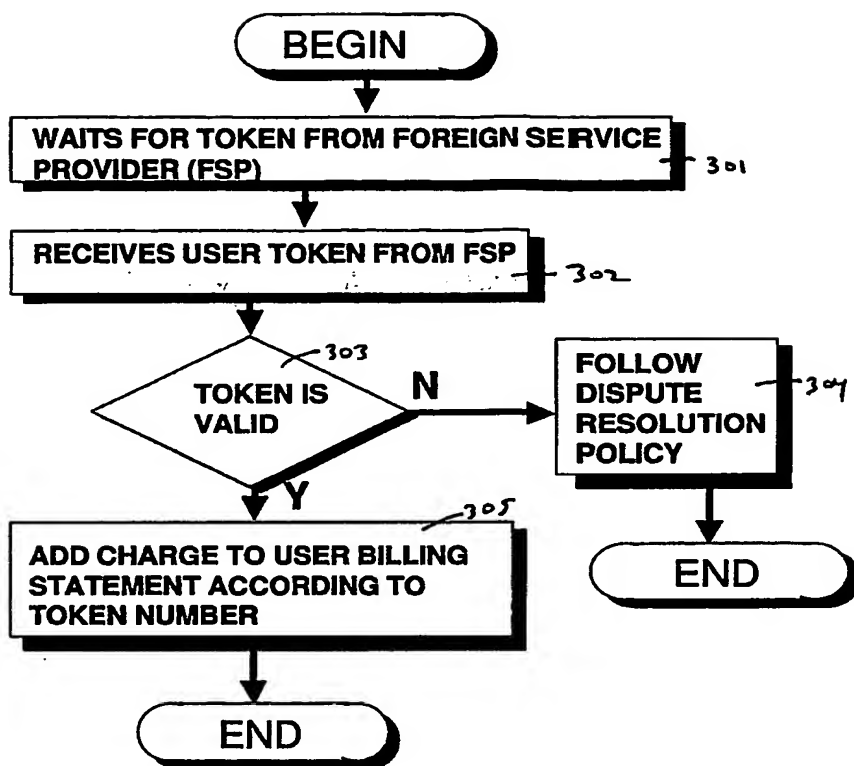 BEGIN
WAITS FOR TOKEN FROM FOREIGN SERVICE
PROVIDER (FSP)
301
RECEIVES USER TOKEN FROM FSP
302
303
TOKEN IS
VALID
N
Y
FOLLOW
DISPUTE
RESOLUTION
POLICY
304
END
305
ADD CHARGE TO USER BILLING
STATEMENT ACCORDING TO
TOKEN NUMBER
END